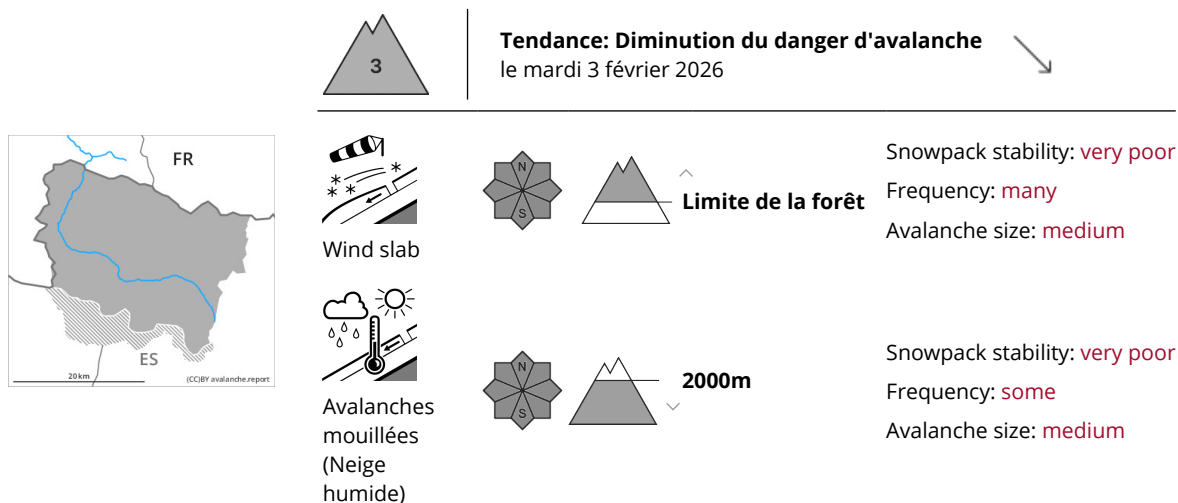 3
Tendance: Diminution du danger d'avalanche
le mardi 3 février 2026
FR
ES
20 km
(CC)BY avalanche.report
Wind slab
N
S
Limite de la forêt
Snowpack stability: very poor
Frequency: many
Avalanche size: medium
Avalanches
mouillées
(Neige
humide)
N
S
2000m
Snowpack stability: very poor
Frequency: some
Avalanche size: medium